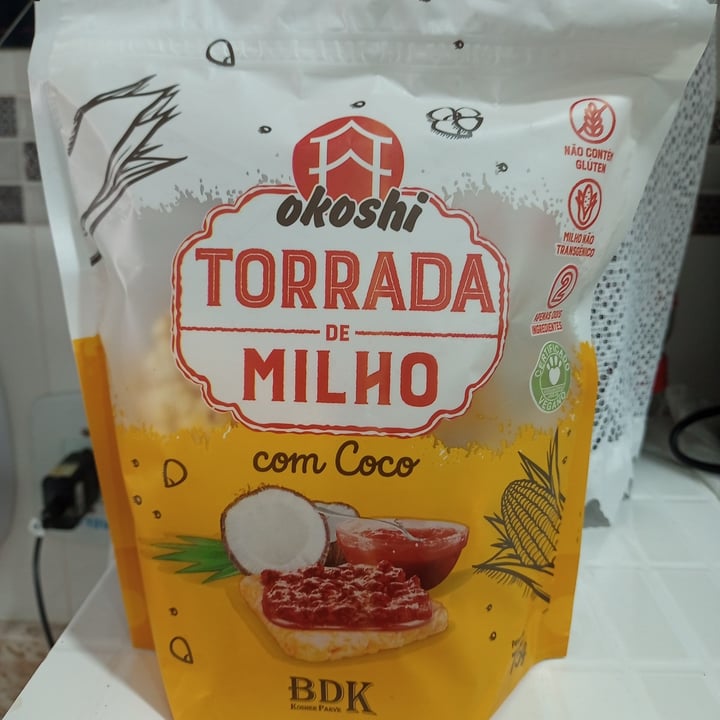 okoshi
TORRADA
DE
MILHO
com Coco
NÃO CONTÉM
GLÚTEN
MILHO NÃO
TRANSGÊNICO
2
APENAS DOIS
INGREDIENTES
CERTIFICADO
VEGANO
BDK
KOSHER PARVE